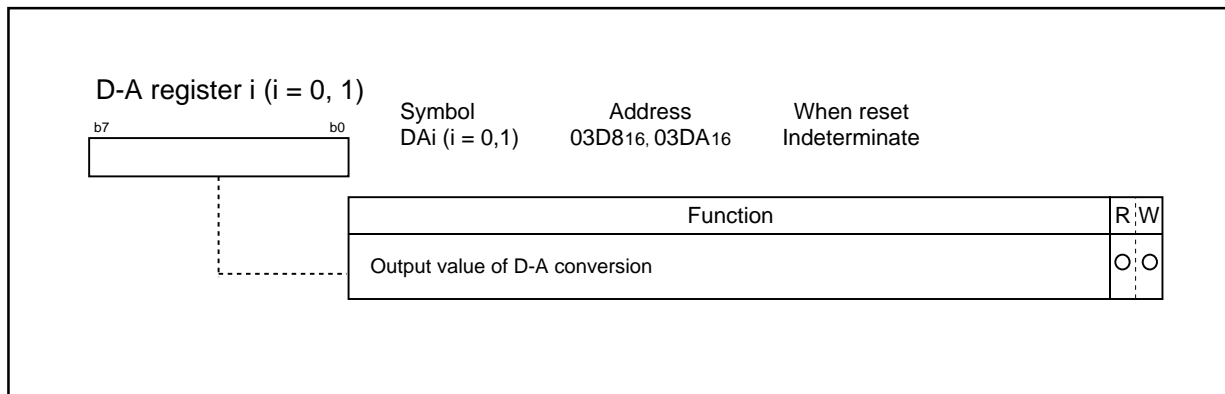 D-A register i (i = 0, 1)
b7 b0
Symbol Address When reset
DAi (i = 0,1) 03D816, 03DA16 Indeterminate
Function R W
Output value of D-A conversion O O